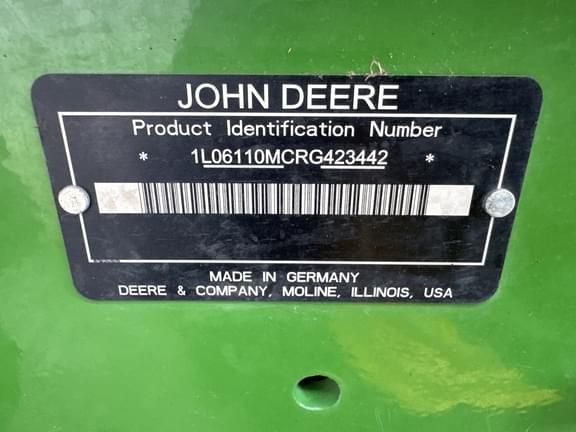 JOHN DEERE
Product Identification Number
* 1L06110MCRG423442 *
MADE IN GERMANY
DEERE & COMPANY, MOLINE, ILLINOIS, USA